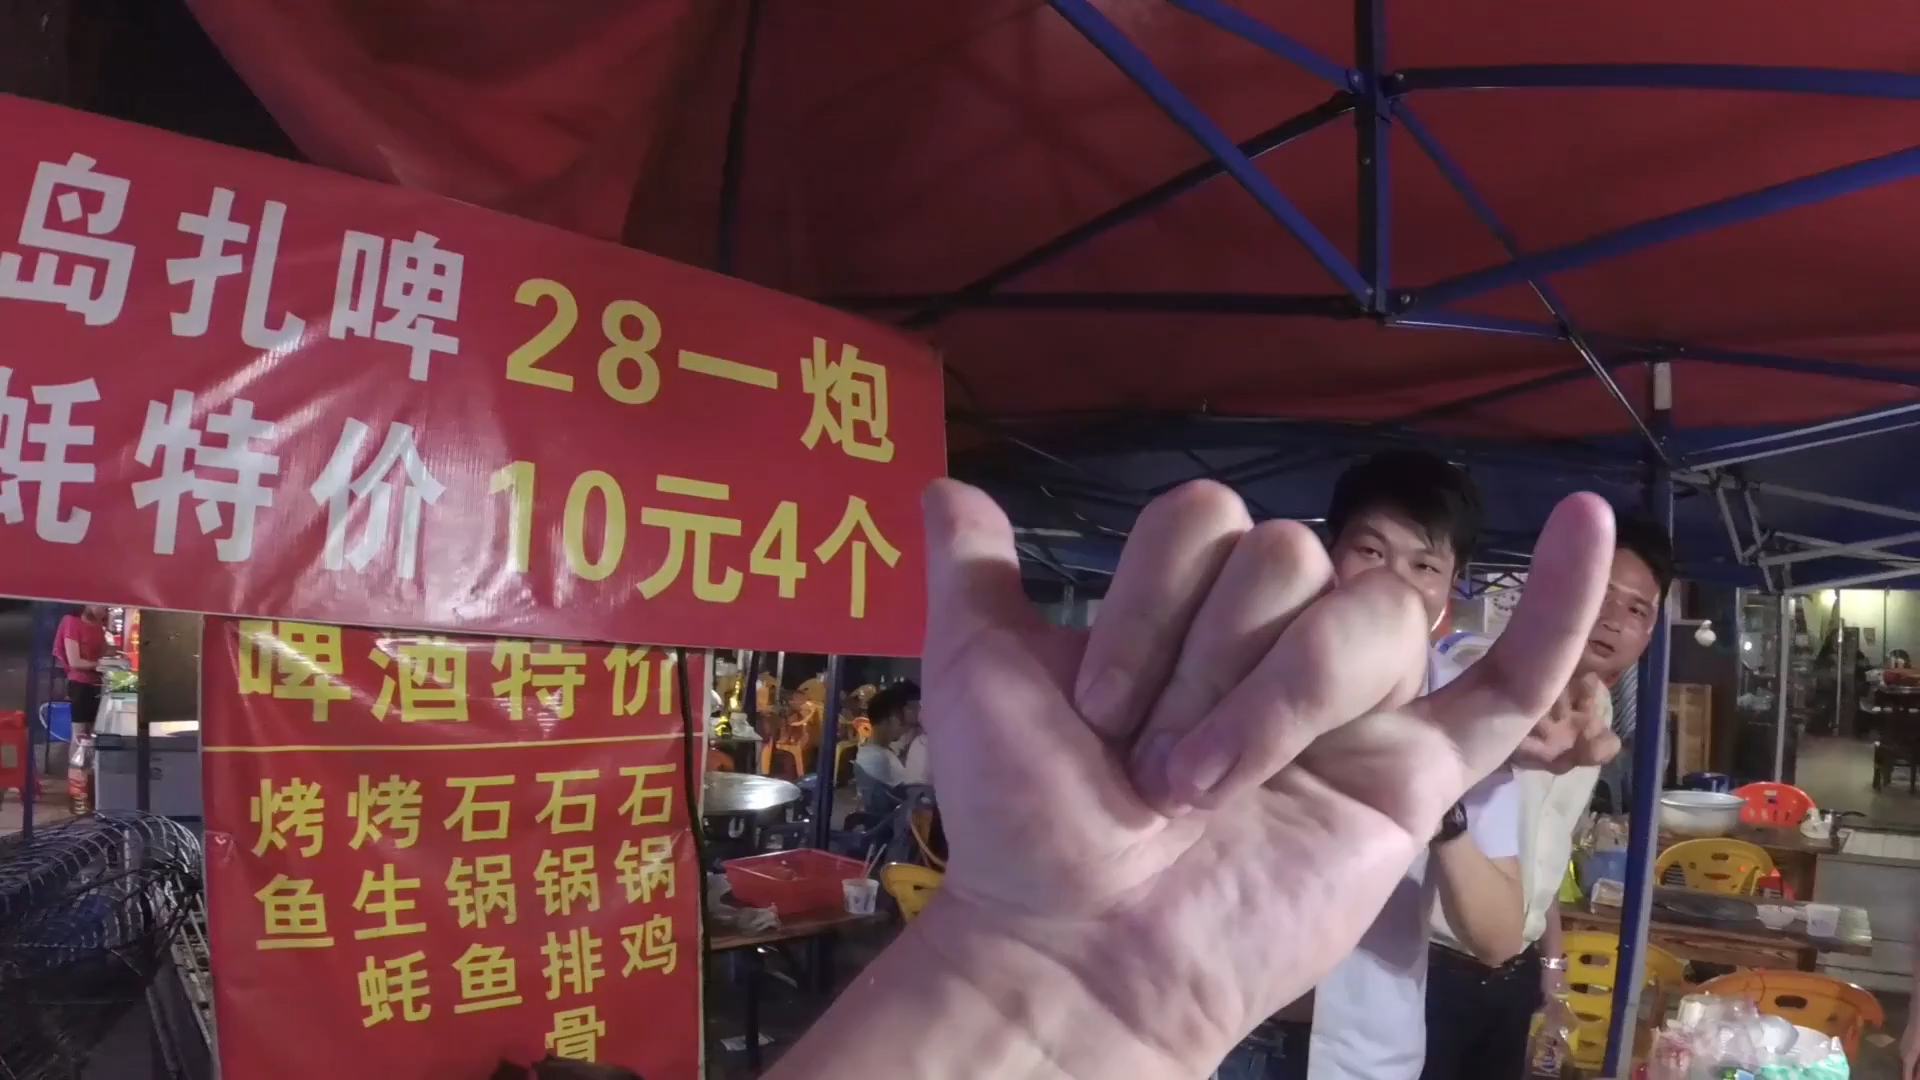 岛扎啤 28一炮
蚝特价 10元4个
啤酒特价
烤鱼
烤生蚝
石锅鱼
石锅排骨
石锅鸡